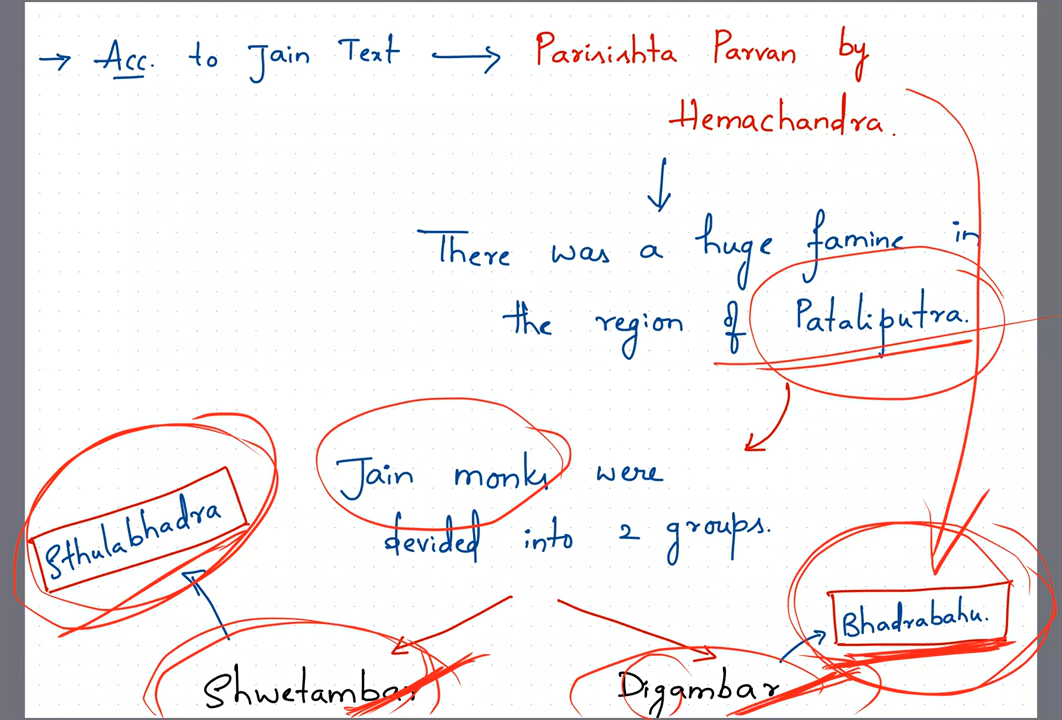 → Acc. to Jain Text → Parisishta Parvan by
Hemachandra.
There was a huge famine in
the region of Pataliputra.
Jain monks were
devided into 2 groups.
Sthulabhadra
Bhadrabahu.
Shwetambar
Digambar